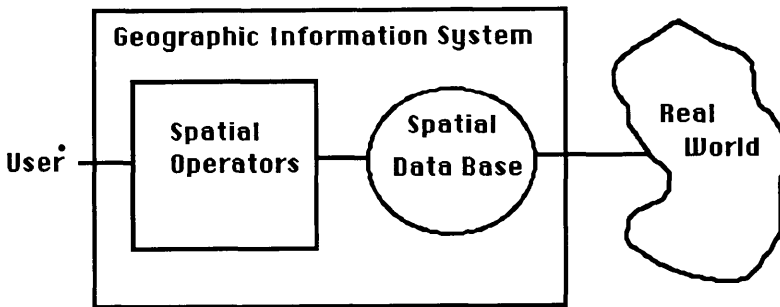 Geographic Information System
User
Spatial
Operators
Spatial
Data Base
Real
World